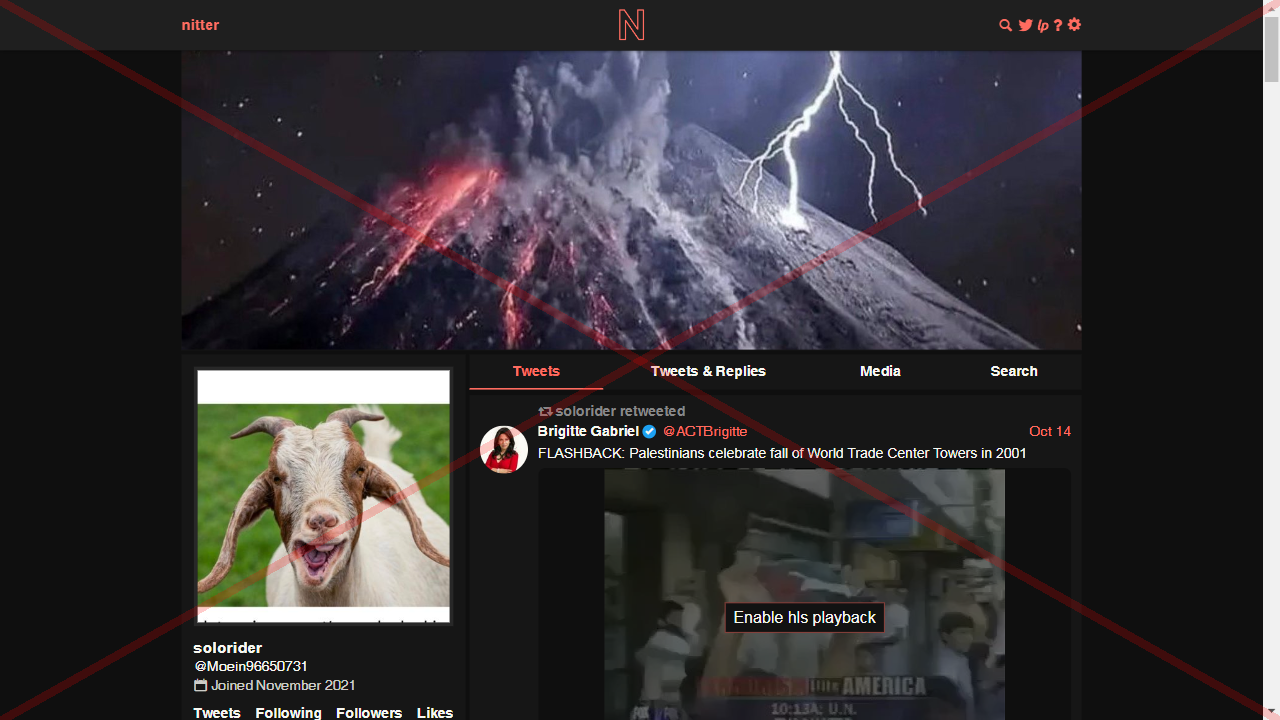 nitter
N
lp ?
Tweets
Tweets & Replies
Media
Search
solorider retweeted
Brigitte Gabriel @ACTBrigitte
Oct 14
FLASHBACK: Palestinians celebrate fall of World Trade Center Towers in 2001
Enable hls playback
AMERICA
10:13A: U.N.
solorider
@Moein96650731
Joined November 2021
Tweets Following Followers Likes